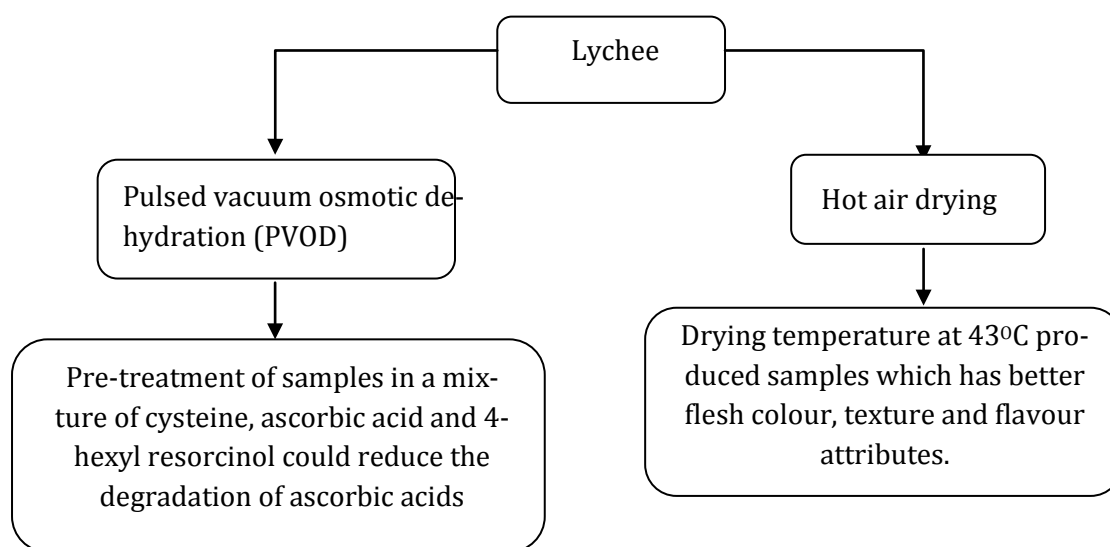 Lychee
Pulsed vacuum osmotic de-
hydration (PVOD)
Hot air drying
Pre-treatment of samples in a mix-
ture of cysteine, ascorbic acid and 4-
hexyl resorcinol could reduce the
degradation of ascorbic acids
Drying temperature at 43⁰C pro-
duced samples which has better
flesh colour, texture and flavour
attributes.